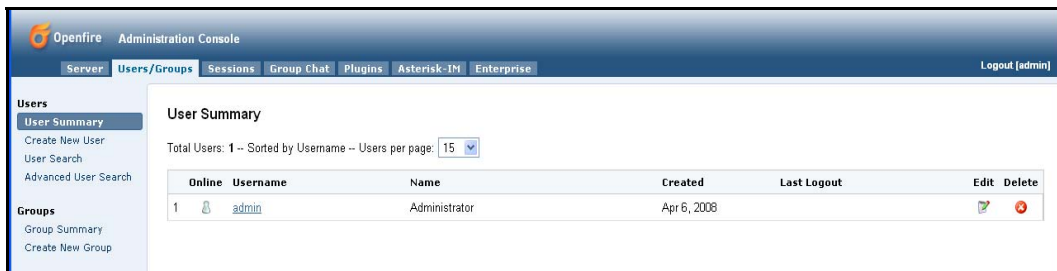 Openfire Administration Console
Server Users/Groups Sessions Group Chat Plugins Asterisk-IM Enterprise Logout [admin]
Users
User Summary
Create New User
User Search
Advanced User Search
Groups
Group Summary
Create New Group
User Summary
Total Users: 1 -- Sorted by Username -- Users per page: 15
Online Username Name Created Last Logout Edit Delete
1 admin Administrator Apr 6, 2008